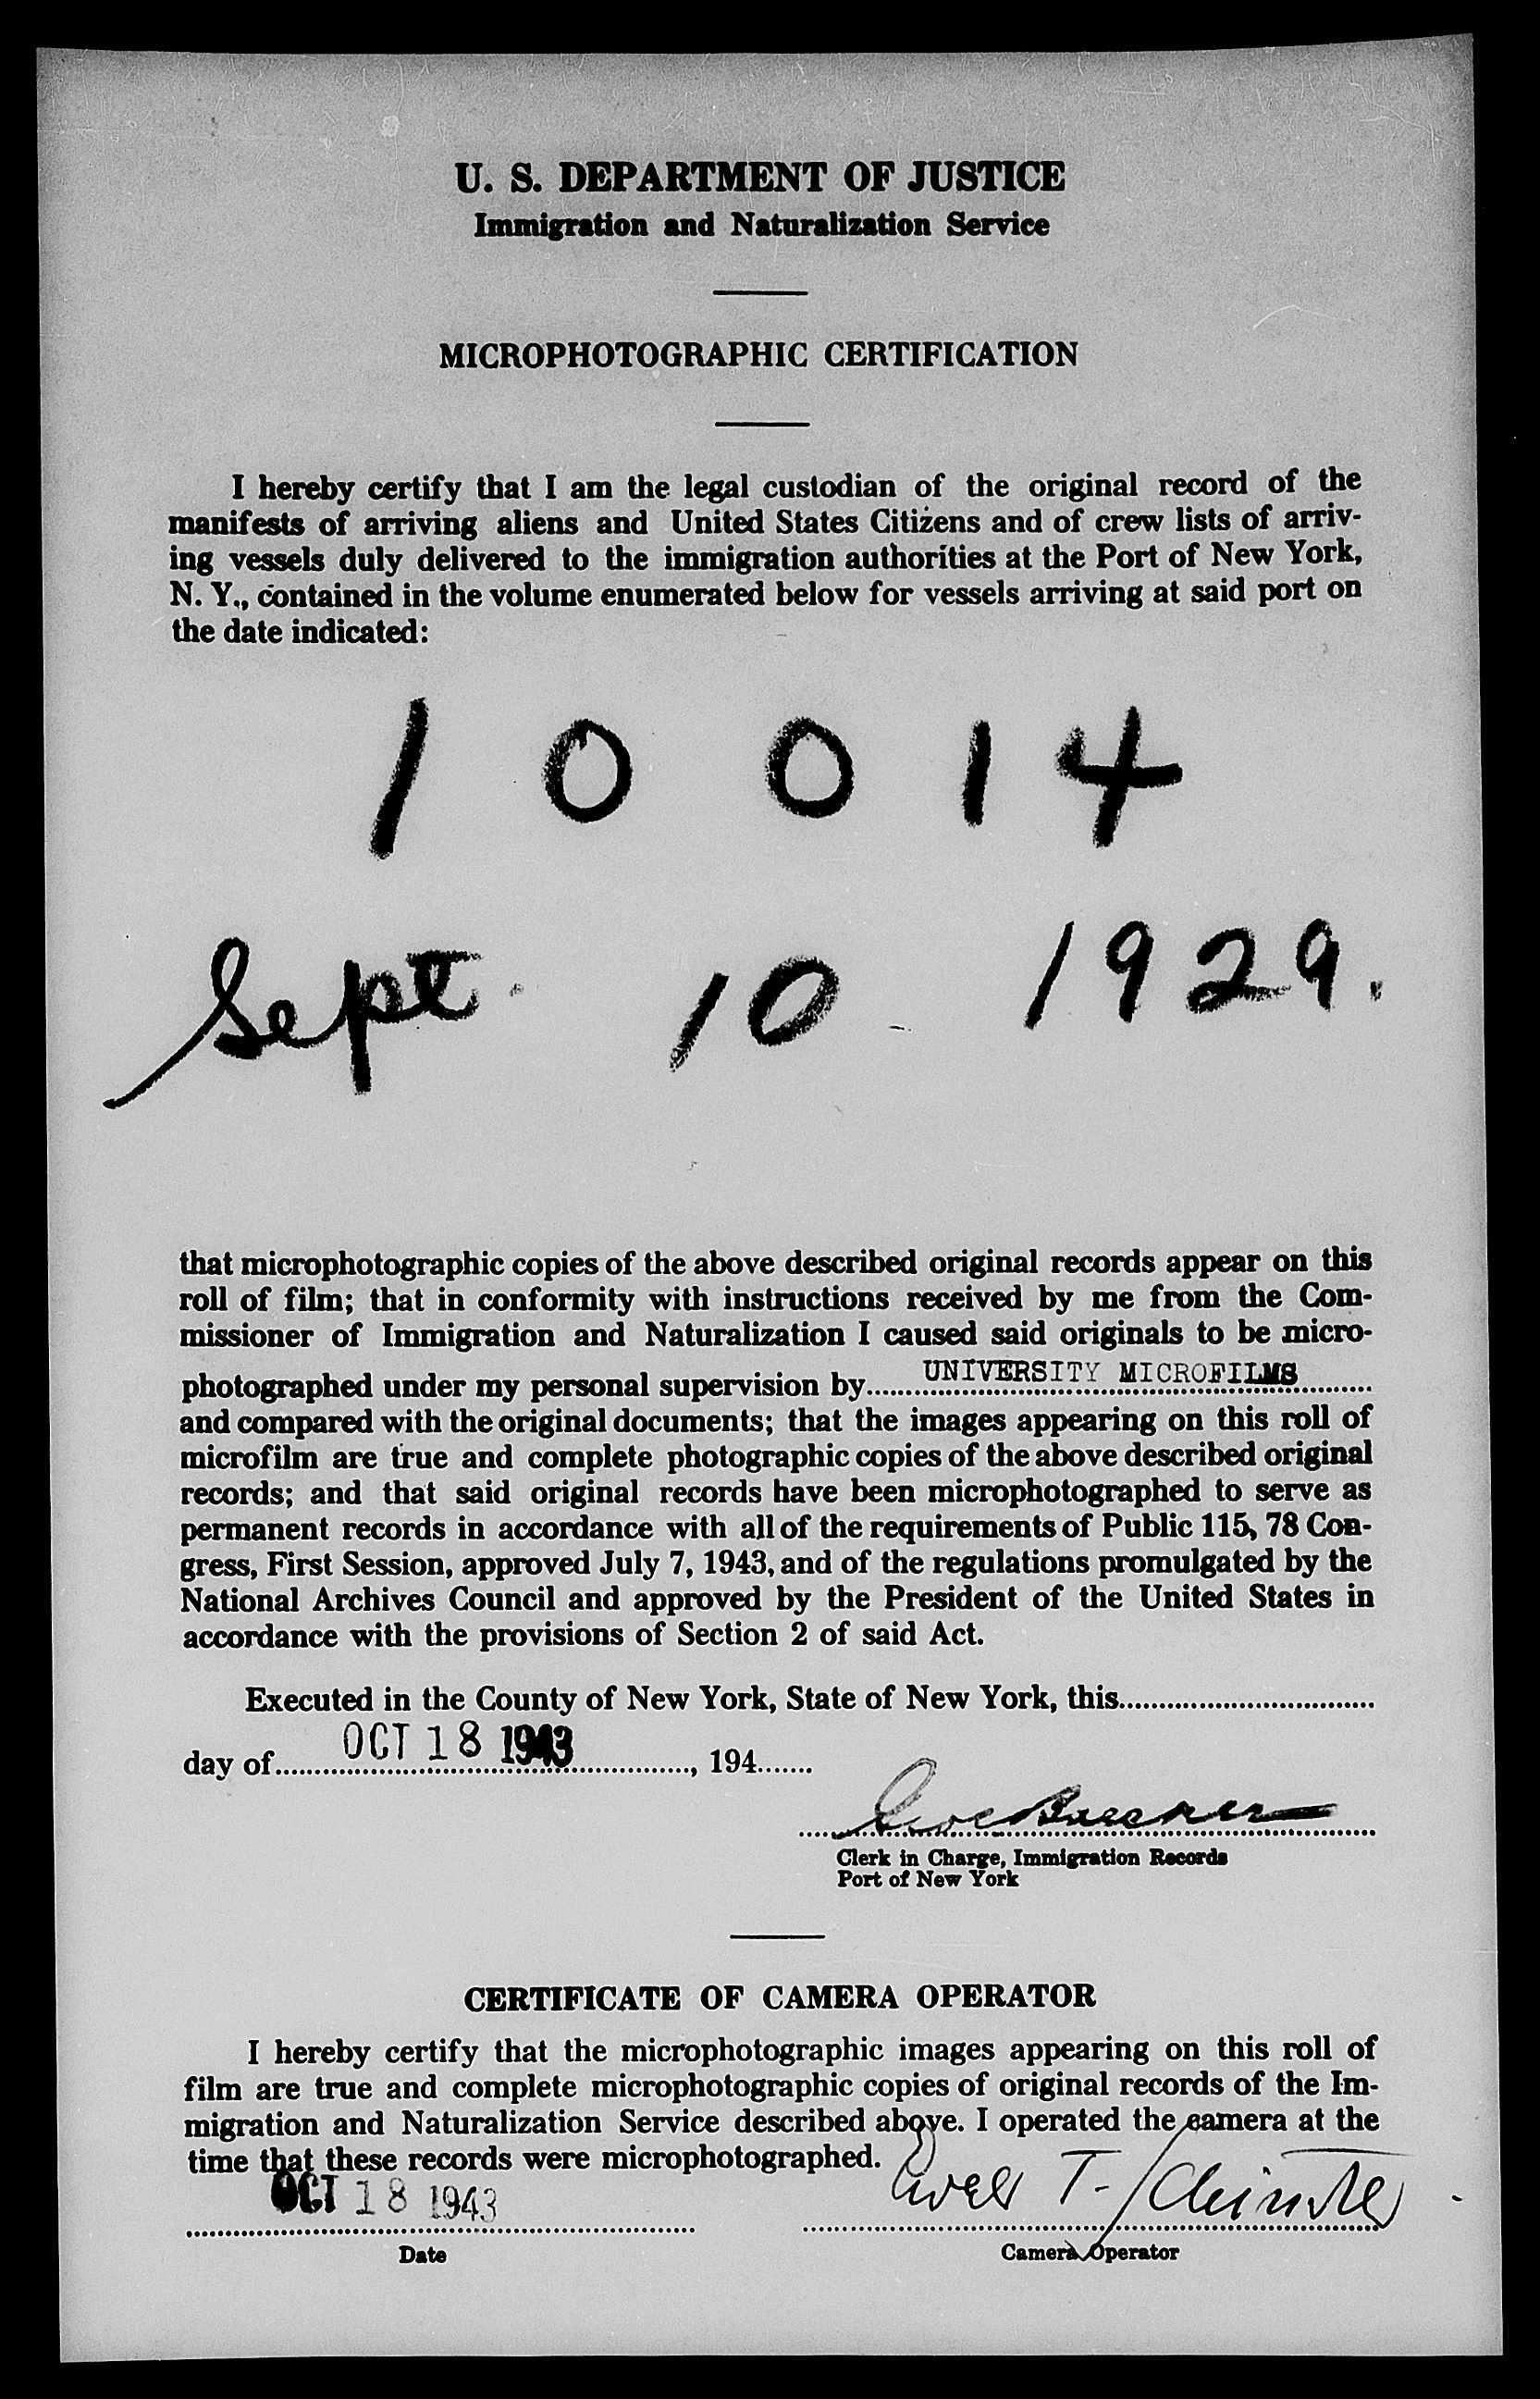 U. S. DEPARTMENT OF JUSTICE
Immigration and Naturalization Service
MICROPHOTOGRAPHIC CERTIFICATION
I hereby certify that I am the legal custodian of the original record of the
manifests of arriving aliens and United States Citizens and of crew lists of arriv-
ing vessels duly delivered to the immigration authorities at the Port of New York,
N. Y., contained in the volume enumerated below for vessels arriving at said port on
the date indicated:
1 0 0 1 4
Sept. 10 - 1929.
that microphotographic copies of the above described original records appear on this
roll of film; that in conformity with instructions received by me from the Com-
missioner of Immigration and Naturalization I caused said originals to be micro-
photographed under my personal supervision by UNIVERSITY MICROFILMS
and compared with the original documents; that the images appearing on this roll of
microfilm are true and complete photographic copies of the above described original
records; and that said original records have been microphotographed to serve as
permanent records in accordance with all of the requirements of Public 115, 78 Con-
gress, First Session, approved July 7, 1943, and of the regulations promulgated by the
National Archives Council and approved by the President of the United States in
accordance with the provisions of Section 2 of said Act.
Executed in the County of New York, State of New York, this
day of OCT 18 1943, 194
Clerk in Charge, Immigration Records
Port of New York
CERTIFICATE OF CAMERA OPERATOR
I hereby certify that the microphotographic images appearing on this roll of
film are true and complete microphotographic copies of original records of the Im-
migration and Naturalization Service described above. I operated the camera at the
time that these records were microphotographed.
OCT 18 1943 T.
Date Camera Operator